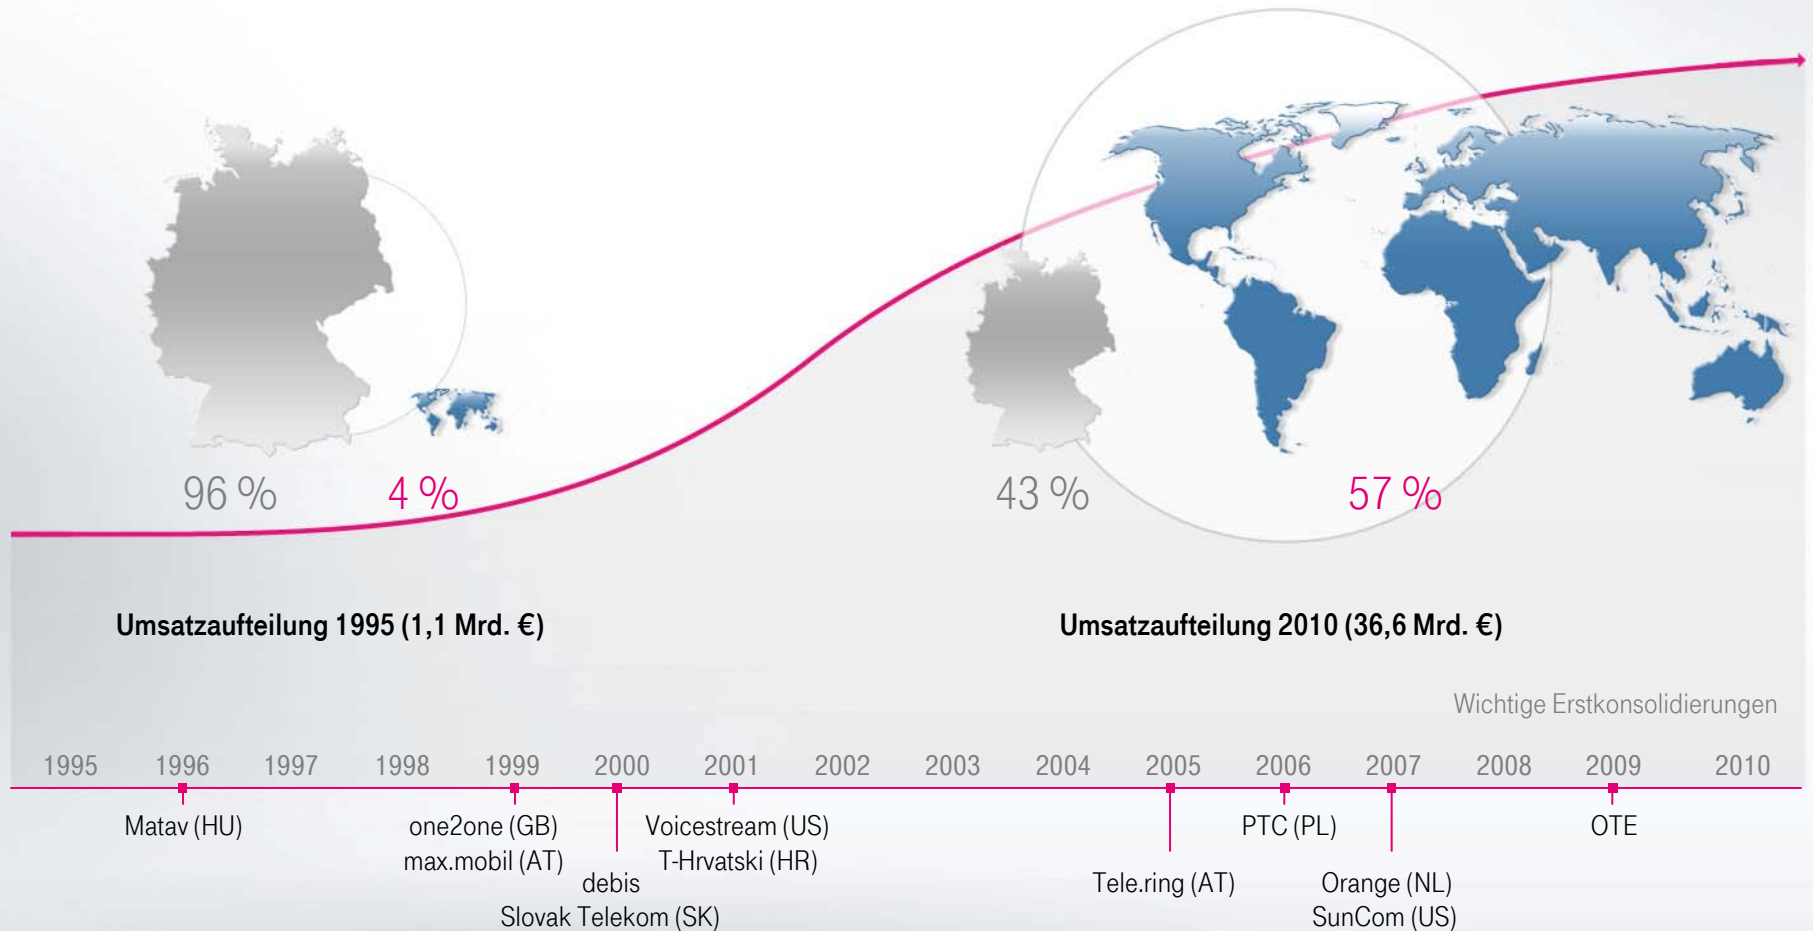 96 %
4 %
43 %
57 %
Umsatzaufteilung 1995 (1,1 Mrd. €)
Umsatzaufteilung 2010 (36,6 Mrd. €)
Wichtige Erstkonsolidierungen
1995 1996 1997 1998 1999 2000 2001 2002 2003 2004 2005 2006 2007 2008 2009 2010
Matav (HU)
one2one (GB)
max.mobil (AT)
debis
Slovak Telekom (SK)
Voicestream (US)
T-Hrvatski (HR)
Tele.ring (AT)
PTC (PL)
Orange (NL)
SunCom (US)
OTE